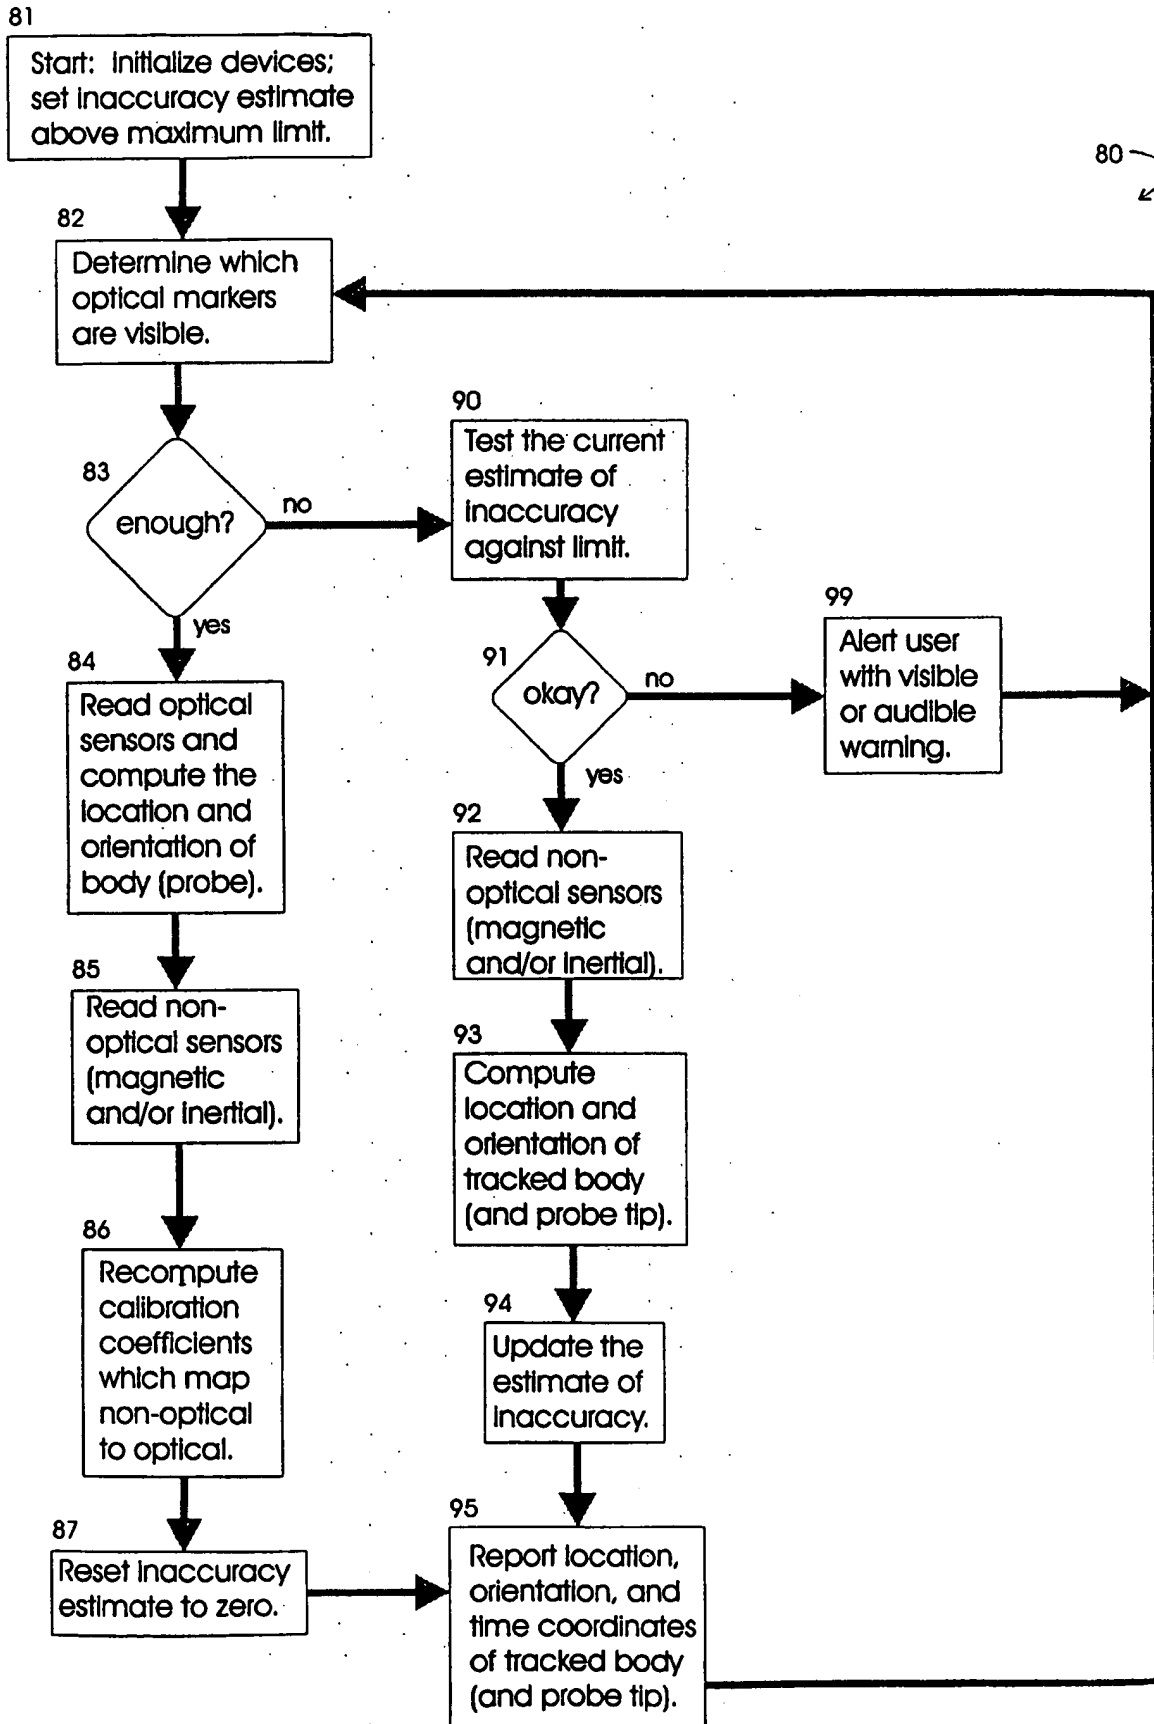 81
Start: Initialize devices;
set inaccuracy estimate
above maximum limit.
80
82
Determine which
optical markers
are visible.
83
enough?
no
yes
90
Test the current
estimate of
inaccuracy
against limit.
91
okay?
no
yes
99
Alert user
with visible
or audible
warning.
84
Read optical
sensors and
compute the
location and
orientation of
body (probe).
92
Read non-
optical sensors
(magnetic
and/or inertial).
85
Read non-
optical sensors
(magnetic
and/or inertial).
93
Compute
location and
orientation of
tracked body
(and probe tip).
86
Recompute
calibration
coefficients
which map
non-optical
to optical.
94
Update the
estimate of
inaccuracy.
87
Reset inaccuracy
estimate to zero.
95
Report location,
orientation, and
time coordinates
of tracked body
(and probe tip).